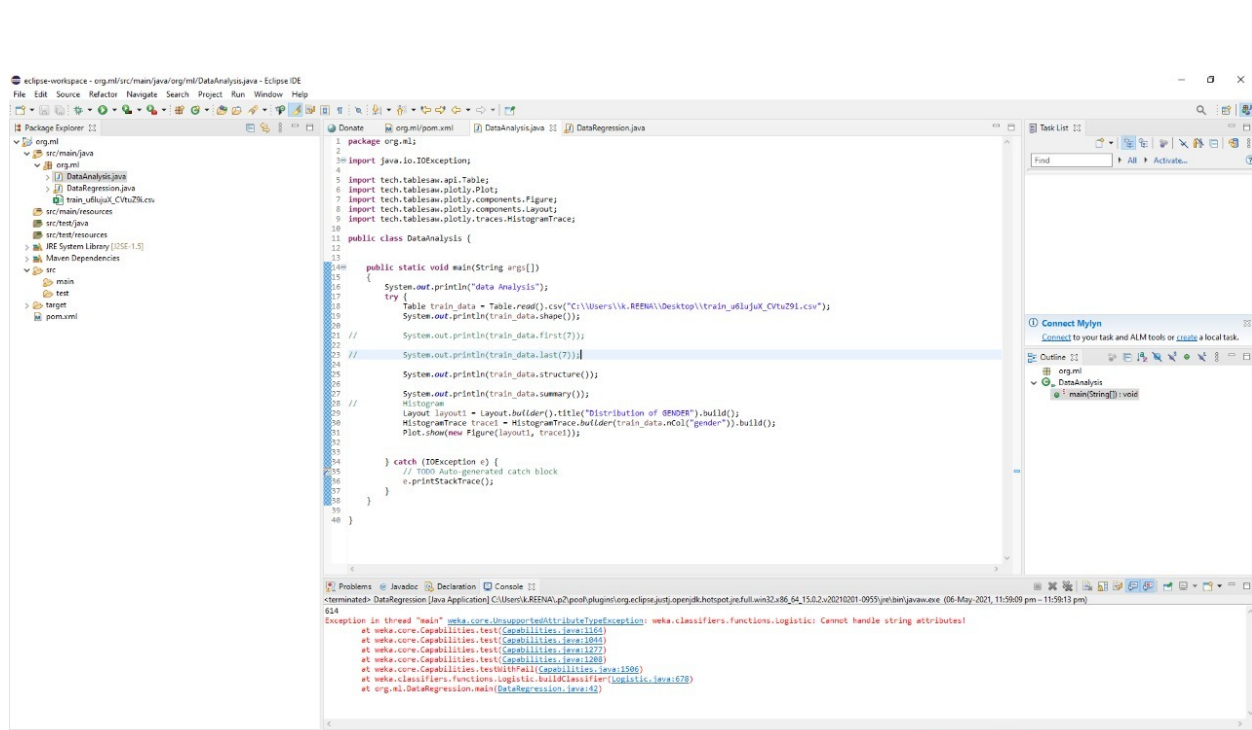 eclipse-workspace - org.ml/src/main/java/org/ml/DataAnalysis.java - Eclipse IDE
File Edit Source Refactor Navigate Search Project Run Window Help
Package Explorer
org.ml
src/main/java
org.ml
DataAnalysis.java
DataRegression.java
train_u6lujuX_CVtuZ9i.csv
src/main/resources
src/test/java
src/test/resources
JRE System Library [J2SE-1.5]
Maven Dependencies
src
main
test
target
pom.xml
Donate org.ml/pom.xml DataAnalysis.java DataRegression.java
1 package org.ml;
2
3 import java.io.IOException;
4
5 import tech.tablesaw.api.Table;
6 import tech.tablesaw.plotly.Plot;
7 import tech.tablesaw.plotly.components.Figure;
8 import tech.tablesaw.plotly.components.Layout;
9 import tech.tablesaw.plotly.traces.HistogramTrace;
10
11 public class DataAnalysis {
12
13
14 public static void main(String args[])
15 {
16 System.out.println("data Analysis");
17 try {
18 Table train_data = Table.read().csv("C:\\Users\\k.REENA\\Desktop\\train_u6lujuX_CVtuZ9i.csv");
19 System.out.println(train_data.shape());
20
21 // System.out.println(train_data.first(7));
22
23 // System.out.println(train_data.last(7));
24
25 System.out.println(train_data.structure());
26
27 System.out.println(train_data.summary());
28 // Histogram
29 Layout layout1 = Layout.builder().title("Distribution of GENDER").build();
30 HistogramTrace trace1 = HistogramTrace.builder(train_data.nCol("gender")).build();
31 Plot.show(new Figure(layout1, trace1));
32
33
34 } catch (IOException e) {
35 // TODO Auto-generated catch block
36 e.printStackTrace();
37 }
38 }
39
40 }
Task List
Find All Activate...
Connect Mylyn
Connect to your task and ALM tools or create a local task.
Outline
org.ml
DataAnalysis
main(String[]) : void
Problems Javadoc Declaration Console
<terminated> DataRegression [Java Application] C:\Users\k.REENA\.p2\pool\plugins\org.eclipse.justj.openjdk.hotspot.jre.full.win32.x86_64_15.0.2.v20210201-0955\jre\bin\javaw.exe (06-May-2021, 11:59:09 pm – 11:59:13 pm)
614
Exception in thread "main" weka.core.UnsupportedAttributeTypeException: weka.classifiers.functions.Logistic: Cannot handle string attributes!
at weka.core.Capabilities.test(Capabilities.java:1164)
at weka.core.Capabilities.test(Capabilities.java:1044)
at weka.core.Capabilities.test(Capabilities.java:1277)
at weka.core.Capabilities.test(Capabilities.java:1208)
at weka.core.Capabilities.testWithFail(Capabilities.java:1506)
at weka.classifiers.functions.Logistic.buildClassifier(Logistic.java:678)
at org.ml.DataRegression.main(DataRegression.java:42)